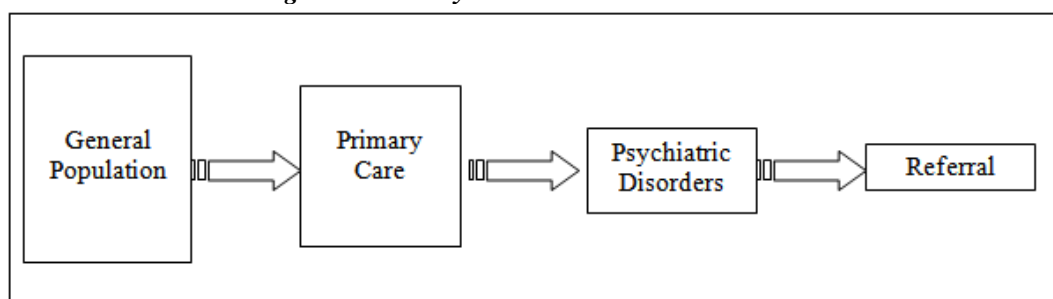 General
Population
Primary
Care
Psychiatric
Disorders
Referral